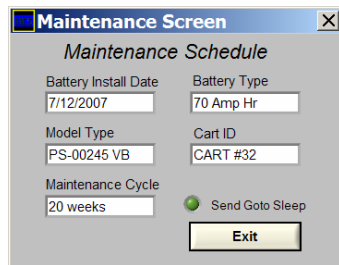 Maintenance Screen
Maintenance Schedule
Battery Install Date Battery Type
7/12/2007 70 Amp Hr
Model Type Cart ID
PS-00245 VB CART #32
Maintenance Cycle
20 weeks
Send Goto Sleep
Exit